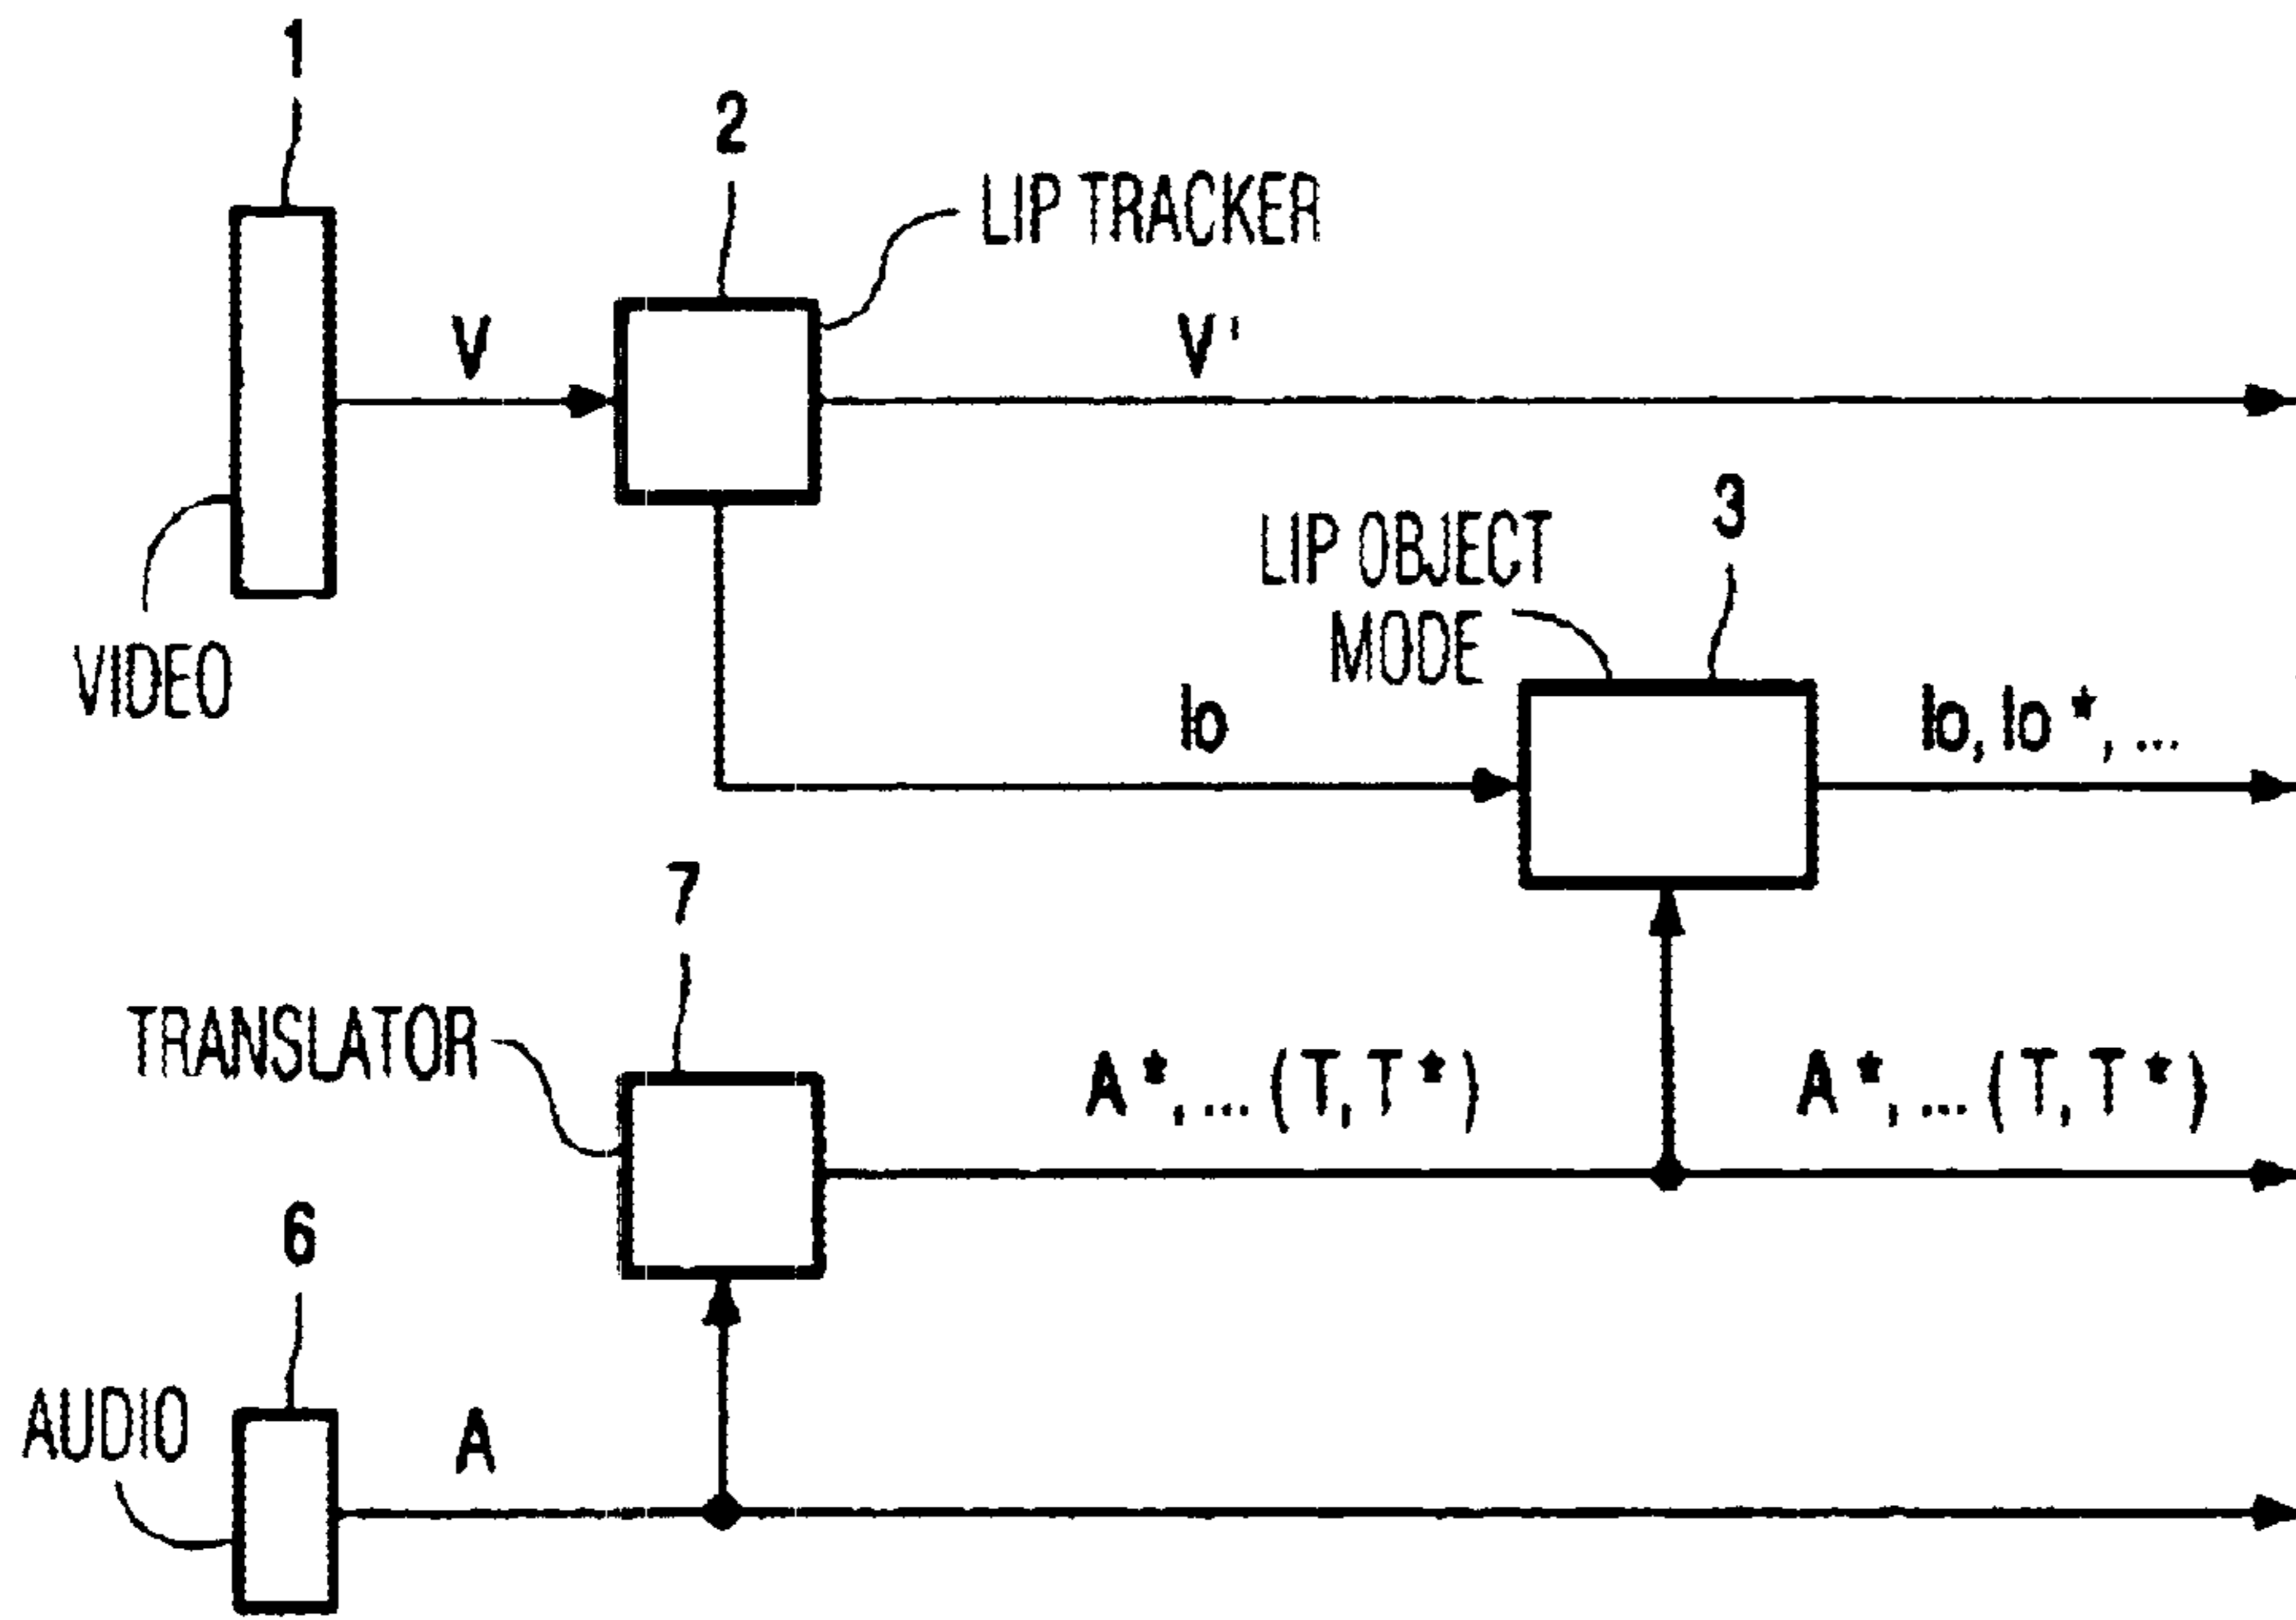 1
2
LIP TRACKER
V
V'
3
LIP OBJECT
MODE
VIDEO
lo
lo, lo*, ...
7
TRANSLATOR
A*, ... (T, T*)
A*, ... (T, T*)
6
AUDIO
A